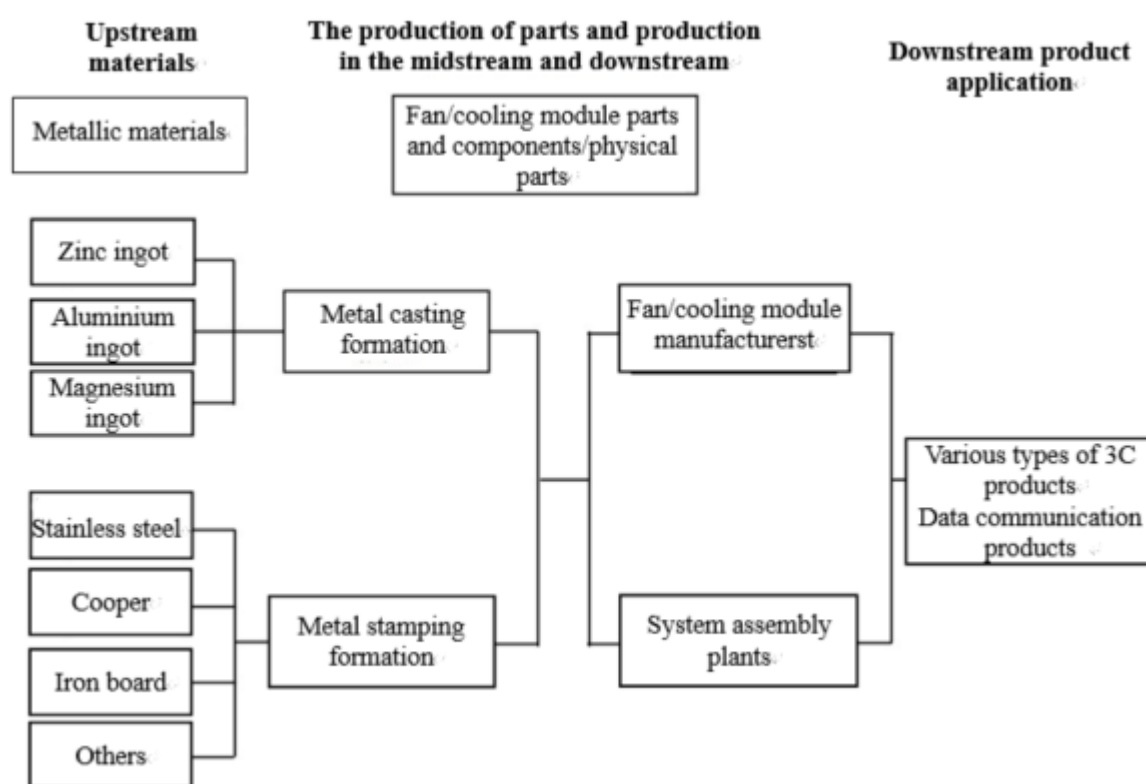 Upstream
materials
The production of parts and production
in the midstream and downstream
Downstream product
application
Metallic materials
Fan/cooling module parts
and components/physical
parts
Zinc ingot
Aluminium
ingot
Magnesium
ingot
Metal casting
formation
Fan/cooling module
manufacturerst
Various types of 3C
products
Data communication
products
Stainless steel
Cooper
Iron board
Others
Metal stamping
formation
System assembly
plants